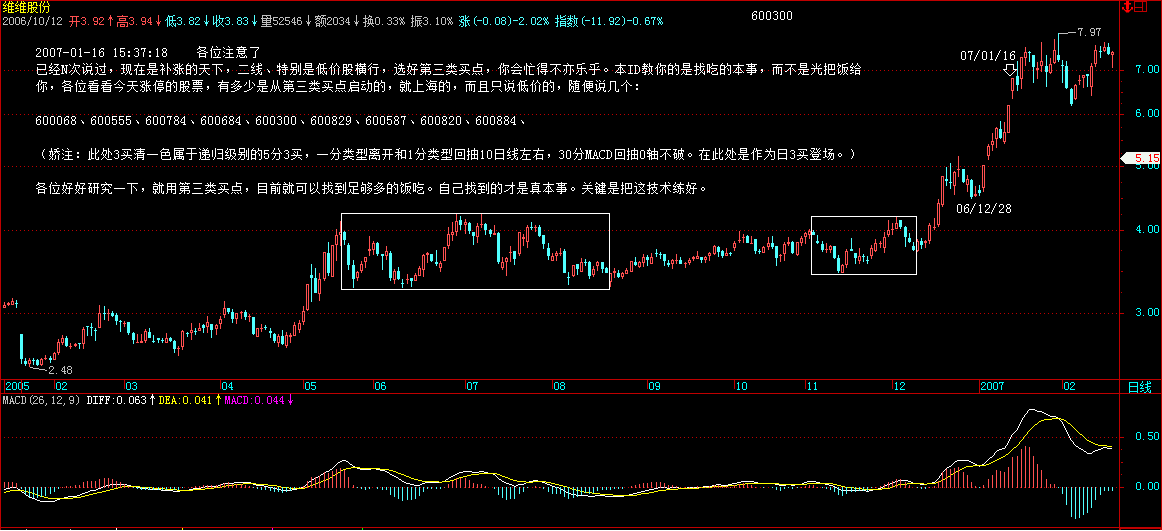 维维股份
2006/10/12 开3.92↑高3.94↓低3.82↓收3.83↓量52546↓额2034↓换0.33% 振3.10% 涨(-0.08)-2.02% 指数(-11.92)-0.67%
600300
2007-01-16 15:37:18 各位注意了
已经N次说过，现在是补涨的天下，二线、特别是低价股横行，选好第三类买点，你会忙得不亦乐乎。本ID教你的是找吃的本事，而不是光把饭给
你，各位看看今天涨停的股票，有多少是从第三类买点启动的，就上海的，而且只说低价的，随便说几个：
600068、600555、600784、600684、600300、600829、600587、600820、600884、
（娇注：此处3买清一色属于递归级别的5分3买，一分类型离开和1分类型回抽10日线左右，30分MACD回抽0轴不破。在此处是作为日3买登场。）
各位好好研究一下，就用第三类买点，目前就可以找到足够多的饭吃。自己找到的才是真本事。关键是把这技术练好。
7.97
07/01/16
7.00
6.00
5.15
5.00
06/12/28
4.00
3.00
2.48
2005 02 03 04 05 06 07 08 09 10 11 12 2007 02 日线
MACD(26,12,9) DIFF:0.063↑DEA:0.041↑MACD:0.044↓
0.50
0.00